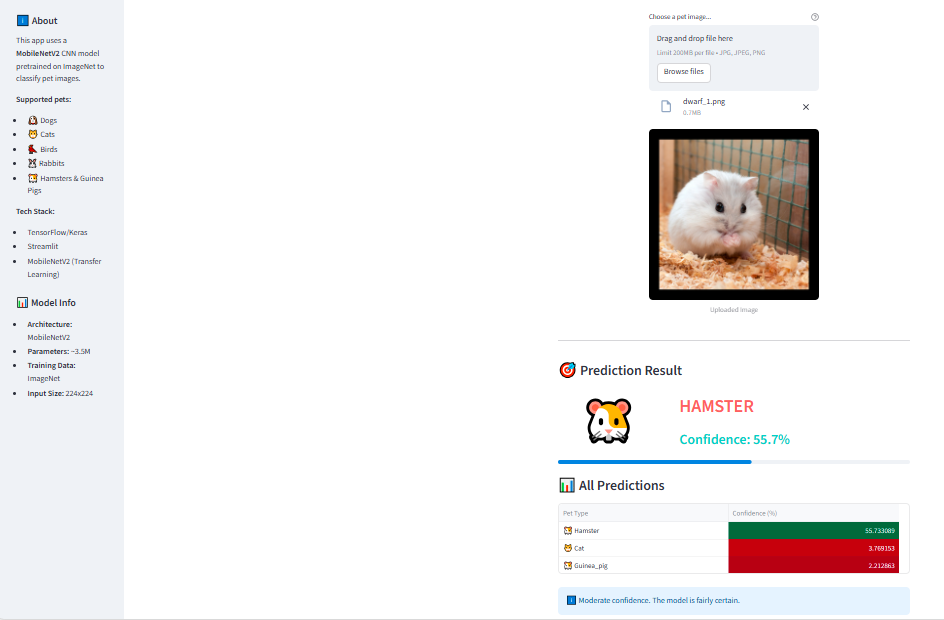 About
This app uses a
MobileNetV2 CNN model
pretrained on ImageNet to
classify pet images.
Supported pets:
Dogs
Cats
Birds
Rabbits
Hamsters & Guinea
Pigs
Tech Stack:
TensorFlow/Keras
Streamlit
MobileNetV2 (Transfer
Learning)
Model Info
Architecture:
MobileNetV2
Parameters: ~3.5M
Training Data:
ImageNet
Input Size: 224x224
Choose a pet image...
Drag and drop file here
Limit 200MB per file • JPG, JPEG, PNG
Browse files
dwarf_1.png
0.7MB
Uploaded Image
Prediction Result
HAMSTER
Confidence: 55.7%
All Predictions
Pet Type Confidence (%)
Hamster 55.733089
Cat 3.769153
Guinea_pig 2.212863
Moderate confidence. The model is fairly certain.